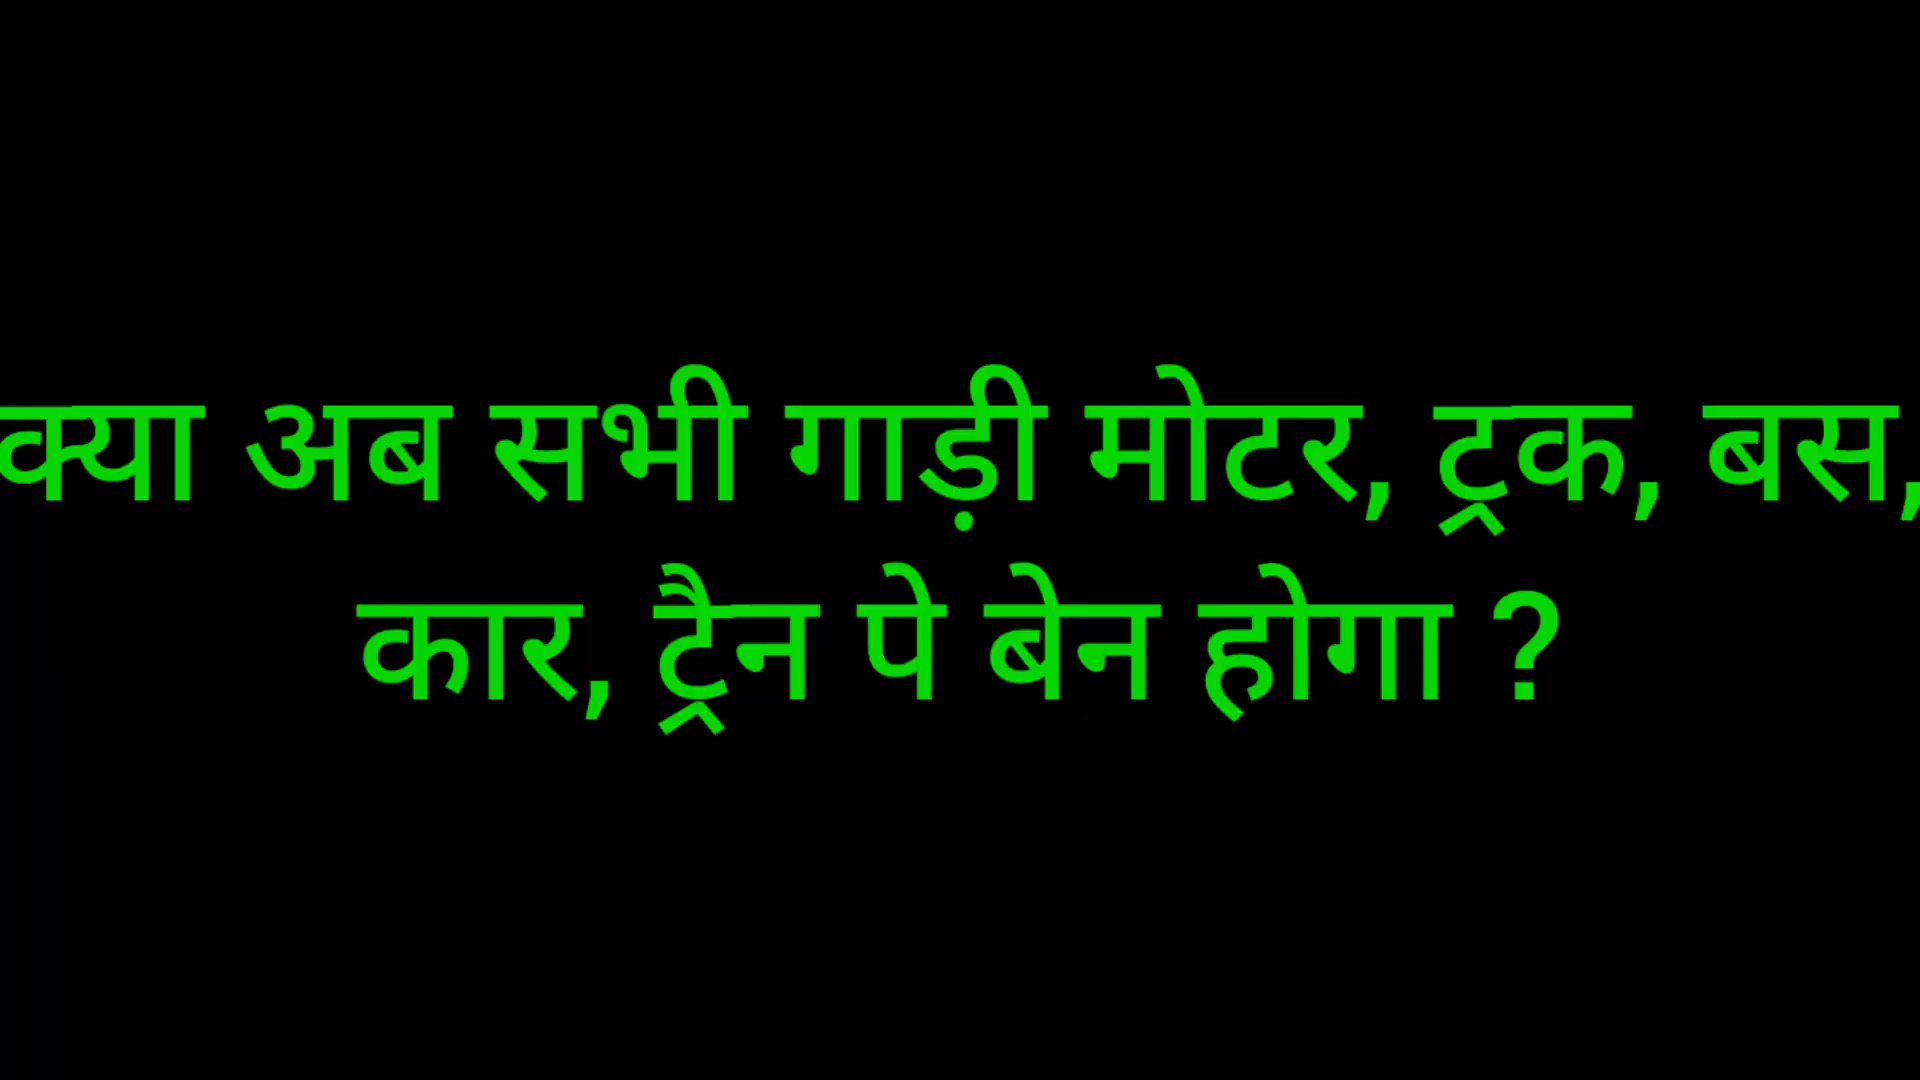 क्या अब सभी गाड़ी मोटर, ट्रक, बस,
कार, ट्रैन पे बेन होगा ?